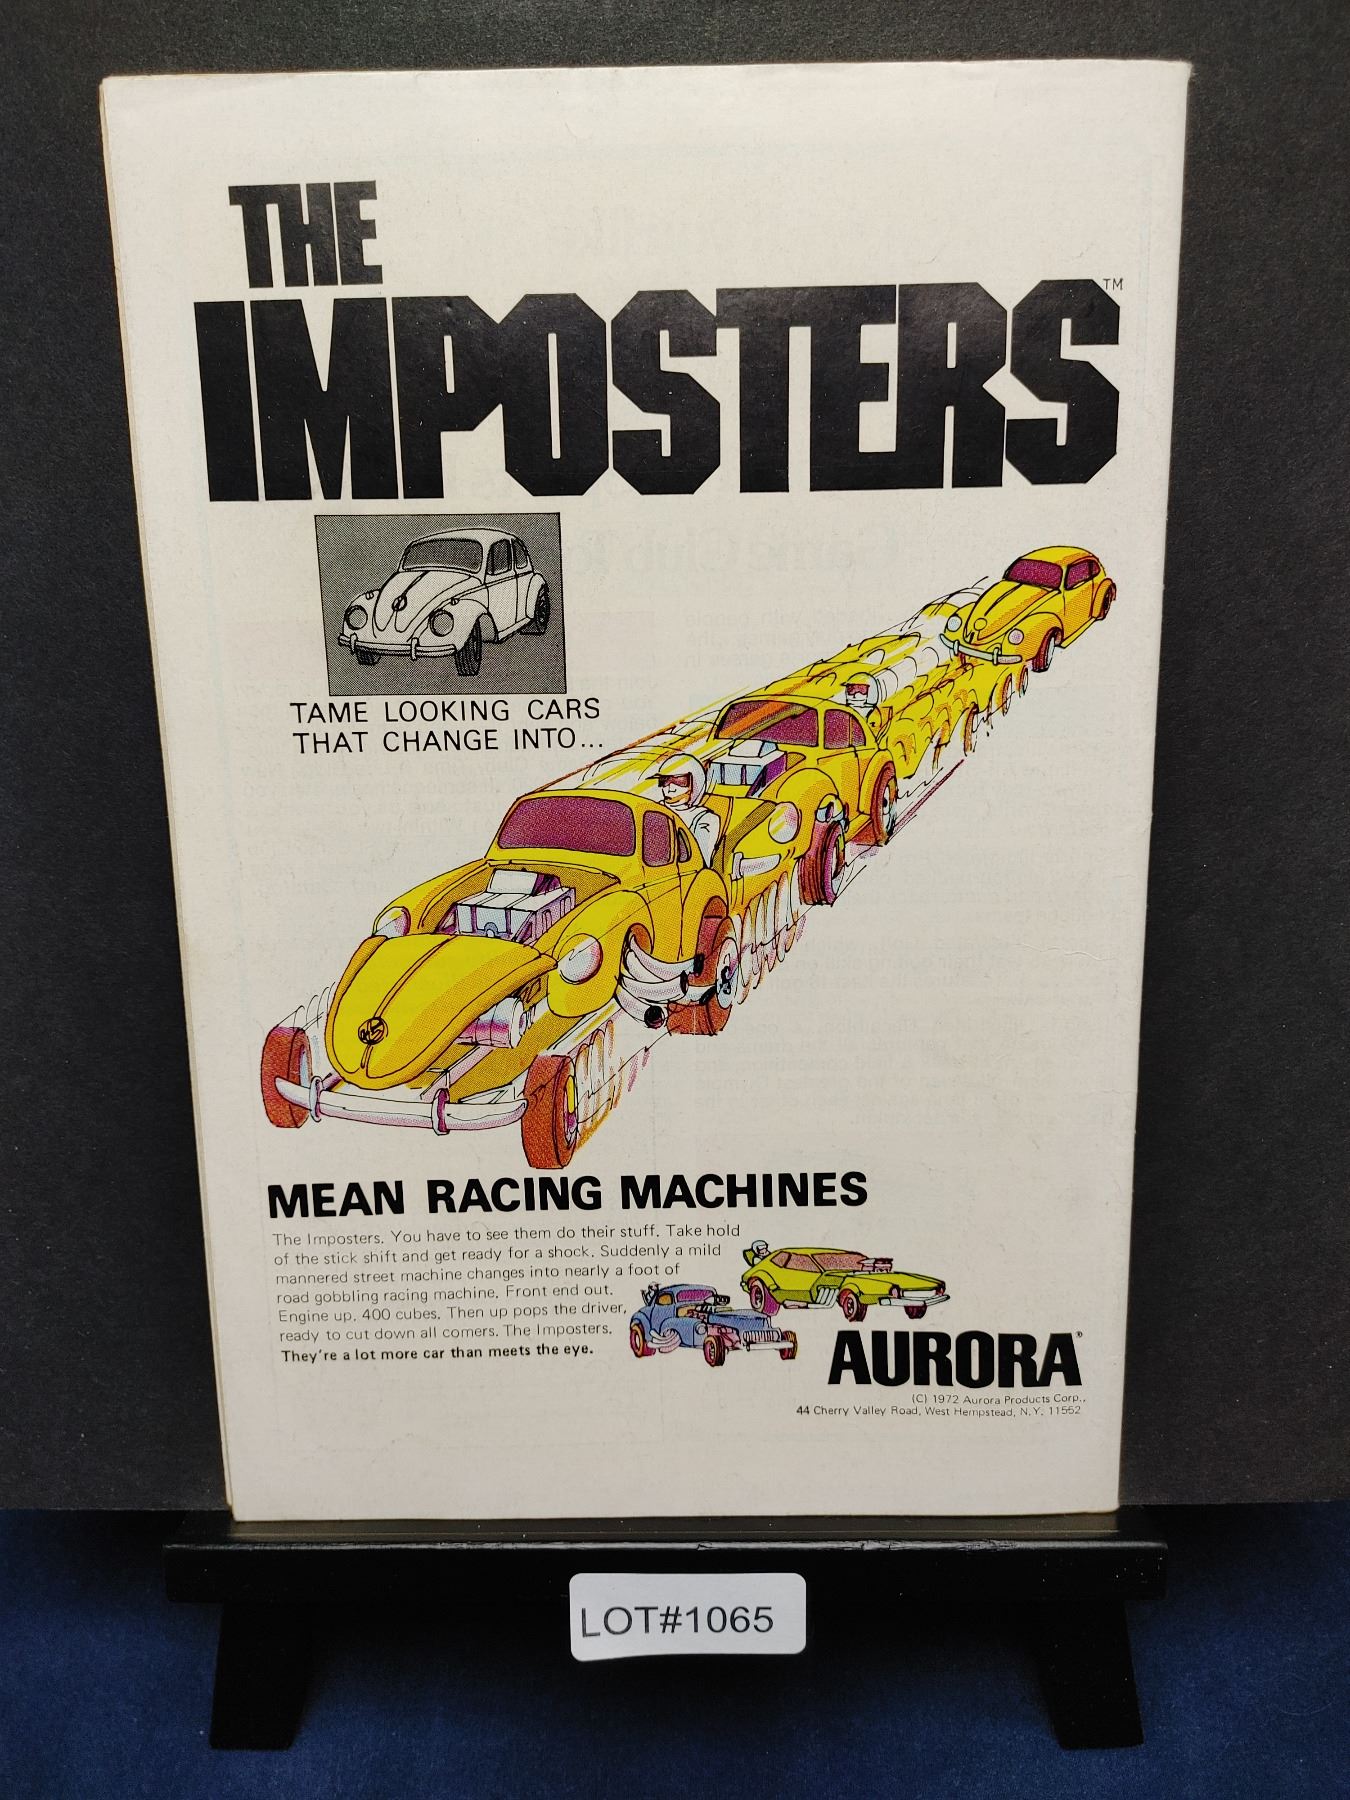 THE
IMPOSTERS™
TAME LOOKING CARS
THAT CHANGE INTO...
MEAN RACING MACHINES
The Imposters. You have to see them do their stuff. Take hold
of the stick shift and get ready for a shock. Suddenly a mild
mannered street machine changes into nearly a foot of
road gobbling racing machine. Front end out.
Engine up. 400 cubes. Then up pops the driver,
ready to cut down all comers. The Imposters.
They're a lot more car than meets the eye.
AURORA®
(C) 1972 Aurora Products Corp.,
44 Cherry Valley Road, West Hempstead, N.Y. 11552
LOT#1065